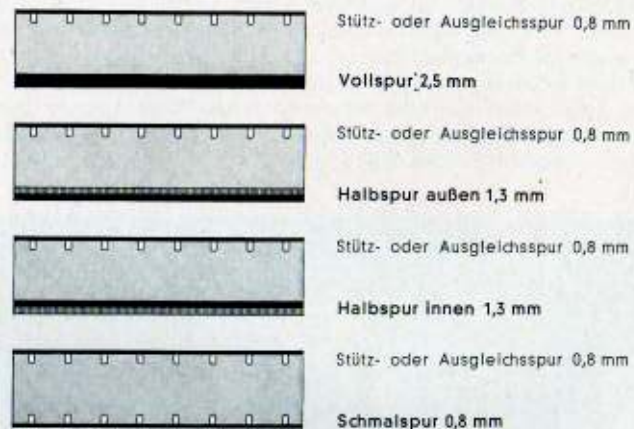 Stütz- oder Ausgleichsspur 0,8 mm
Vollspur 2,5 mm
Stütz- oder Ausgleichsspur 0,8 mm
Halbspur außen 1,3 mm
Stütz- oder Ausgleichsspur 0,8 mm
Halbspur innen 1,3 mm
Stütz- oder Ausgleichsspur 0,8 mm
Schmalspur 0,8 mm